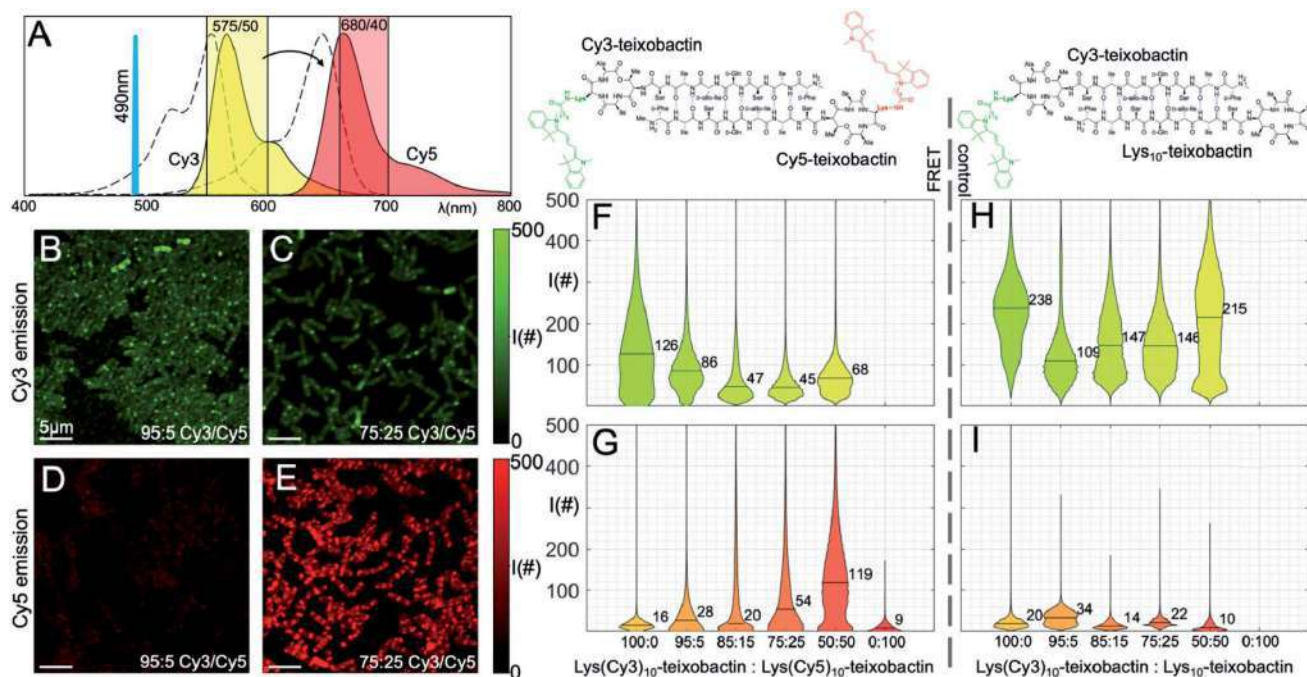 A
575/50
680/40
490nm
Cy3
Cy5
400
500
600
700
800
λ(nm)
Cy3-teixobactin
Cy5-teixobactin
Cy3-teixobactin
Lys₁₀-teixobactin
FRET
control
B
C
Cy3 emission
5μm
95:5 Cy3/Cy5
75:25 Cy3/Cy5
500
I(#)
0
D
E
Cy5 emission
95:5 Cy3/Cy5
75:25 Cy3/Cy5
500
I(#)
0
F
500
400
I(#)
200
100
126
86
47
45
68
H
238
109
147
146
215
G
500
400
I(#)
200
100
16
28
20
54
119
9
100:0
95:5
85:15
75:25
50:50
0:100
Lys(Cy3)₁₀-teixobactin : Lys(Cy5)₁₀-teixobactin
I
20
34
14
22
10
100:0
95:5
85:15
75:25
50:50
0:100
Lys(Cy3)₁₀-teixobactin : Lys₁₀-teixobactin